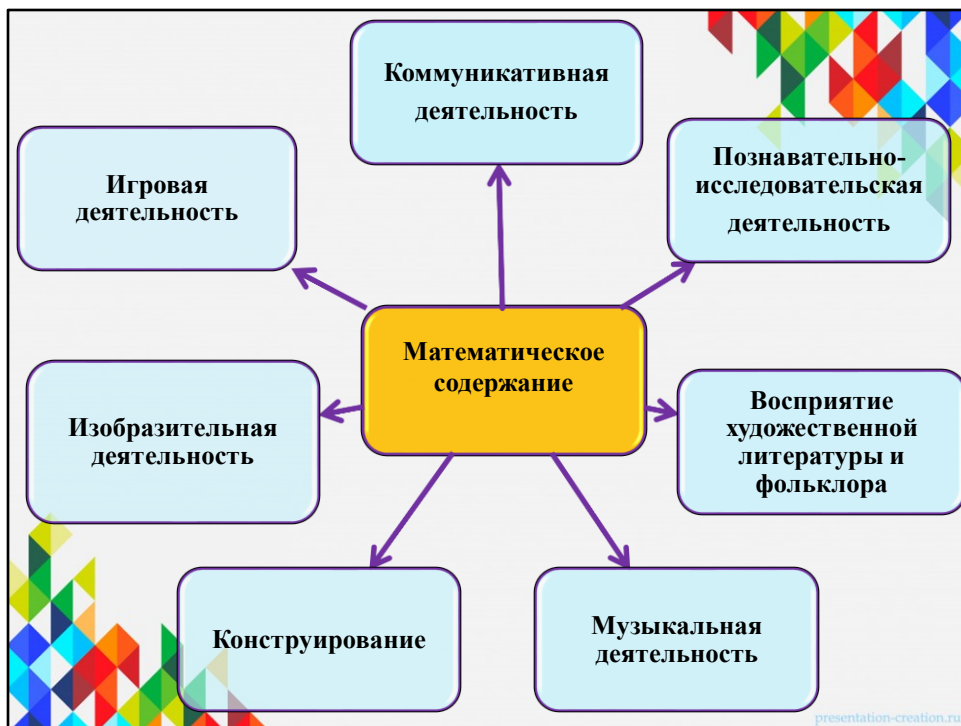 Коммуникативная
деятельность
Игровая
деятельность
Познавательно-
исследовательская
деятельность
Математическое
содержание
Изобразительная
деятельность
Восприятие
художественной
литературы и
фольклора
Конструирование
Музыкальная
деятельность
presentation-creation.ru